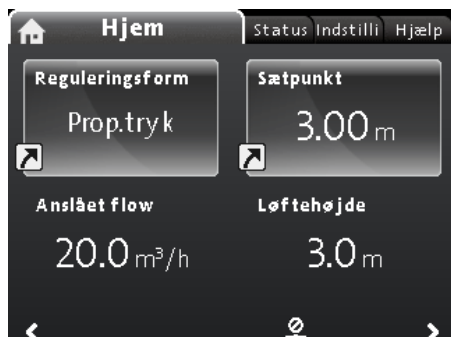 Hjem Status Indstilli Hjælp
Reguleringsform Sætpunkt
Prop.tryk 3.00 m
Anslået flow Løftehøjde
20.0 m³/h 3.0 m